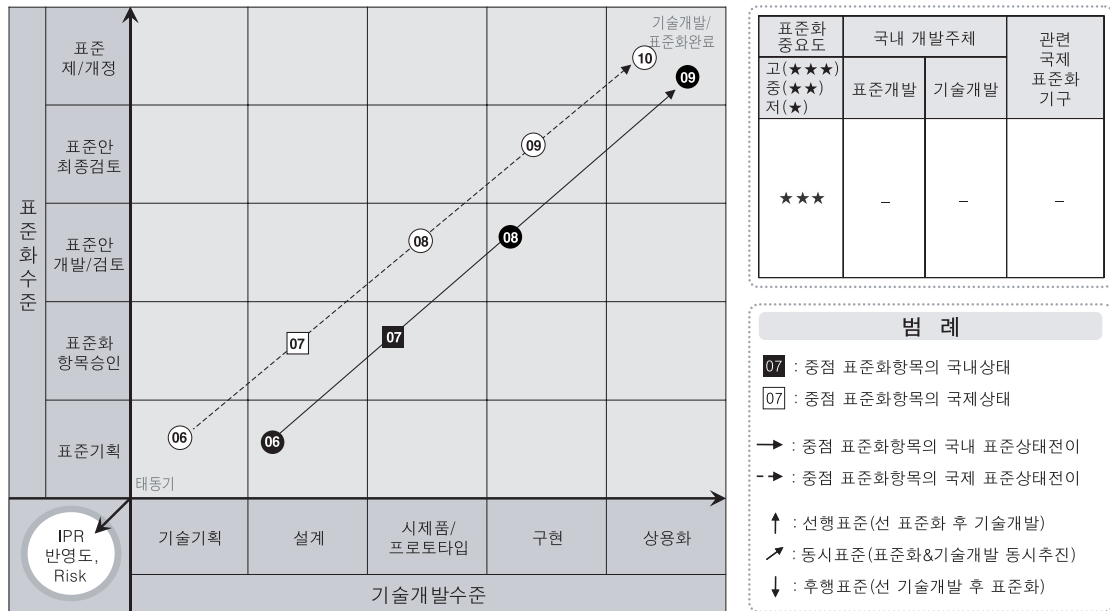 기술개발/
표준화완료
표준
제/개정
표준안
최종검토
표준안
개발/검토
표준화
항목승인
표준기획
표준화수준
10
09
09
08
08
07
07
06
06
태동기
IPR
반영도,
Risk
기술기획
설계
시제품/
프로토타입
구현
상용화
기술개발수준
표준화
중요도
국내 개발주체
관련
국제
표준화
기구
고(★★★)
중(★★)
저(★)
표준개발
기술개발
★★★
–
–
–
범 례
07 : 중점 표준화항목의 국내상태
07 : 중점 표준화항목의 국제상태
: 중점 표준화항목의 국내 표준상태전이
: 중점 표준화항목의 국제 표준상태전이
: 선행표준(선 표준화 후 기술개발)
: 동시표준(표준화&기술개발 동시추진)
: 후행표준(선 기술개발 후 표준화)